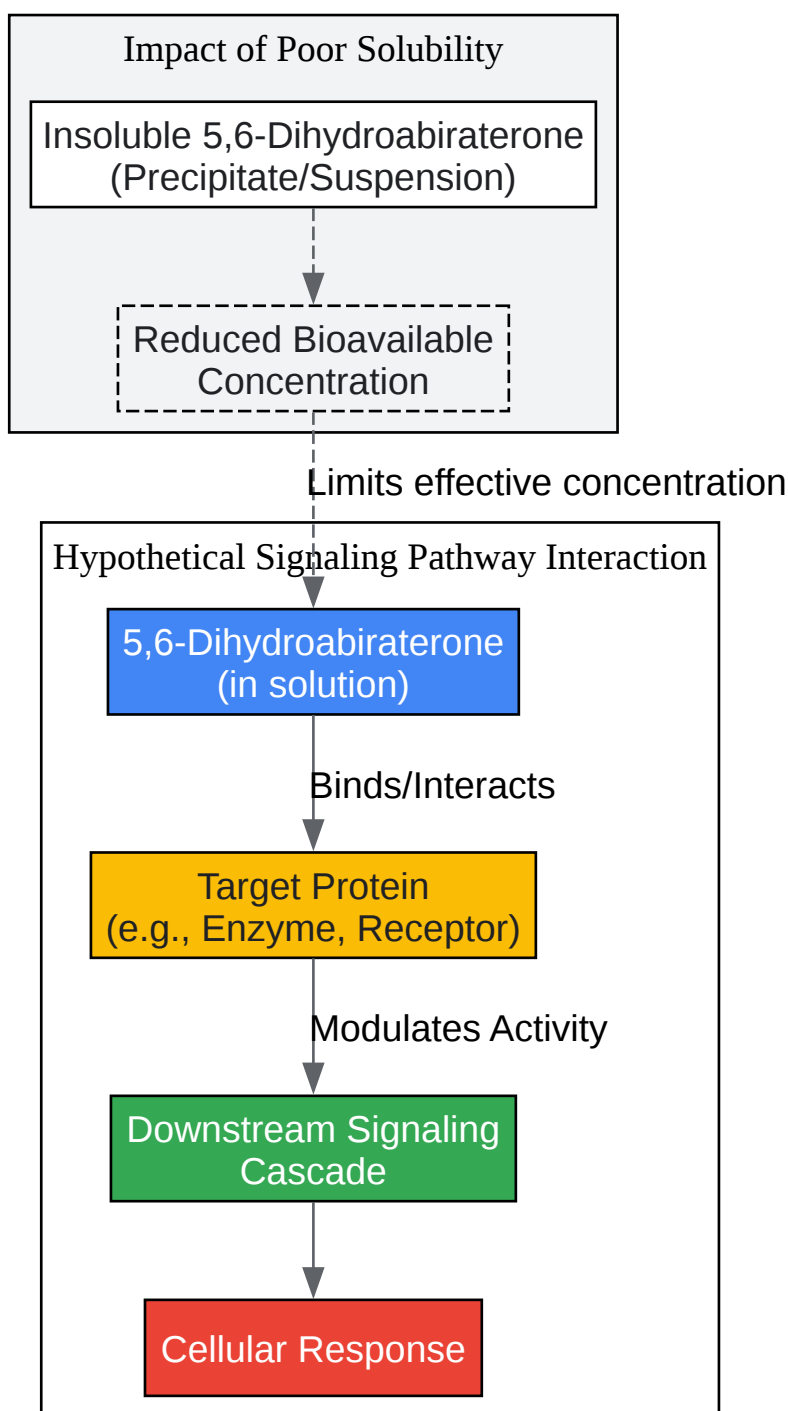 Impact of Poor Solubility
Insoluble 5,6-Dihydroabiraterone
(Precipitate/Suspension)
Reduced Bioavailable
Concentration
Limits effective concentration
Hypothetical Signaling Pathway Interaction
5,6-Dihydroabiraterone
(in solution)
Binds/Interacts
Target Protein
(e.g., Enzyme, Receptor)
Modulates Activity
Downstream Signaling
Cascade
Cellular Response